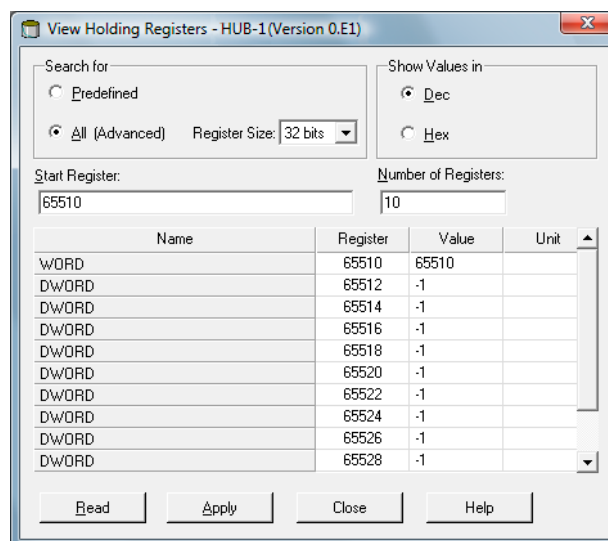 View Holding Registers - HUB-1(Version 0.E1)
Search for
Predefined
All (Advanced) Register Size: 32 bits
Show Values in
Dec
Hex
Start Register:
65510
Number of Registers:
10
Name Register Value Unit
WORD 65510 65510
DWORD 65512 -1
DWORD 65514 -1
DWORD 65516 -1
DWORD 65518 -1
DWORD 65520 -1
DWORD 65522 -1
DWORD 65524 -1
DWORD 65526 -1
DWORD 65528 -1
Read Apply Close Help